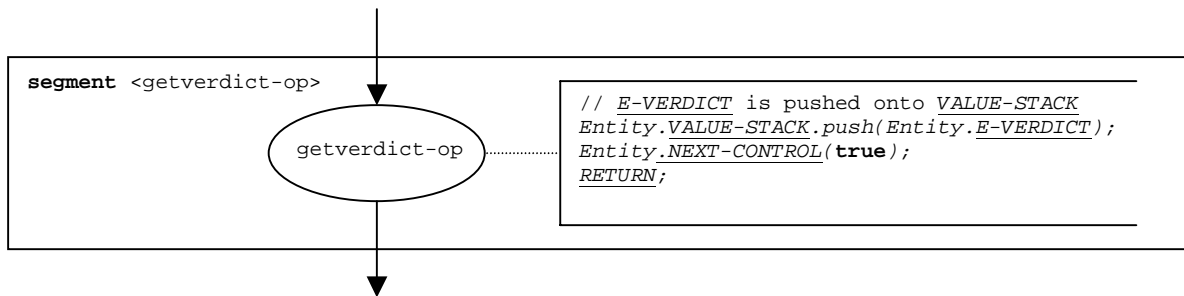 segment <getverdict-op>
getverdict-op
// E-VERDICT is pushed onto VALUE-STACK
Entity.VALUE-STACK.push(Entity.E-VERDICT);
Entity.NEXT-CONTROL(true);
RETURN;